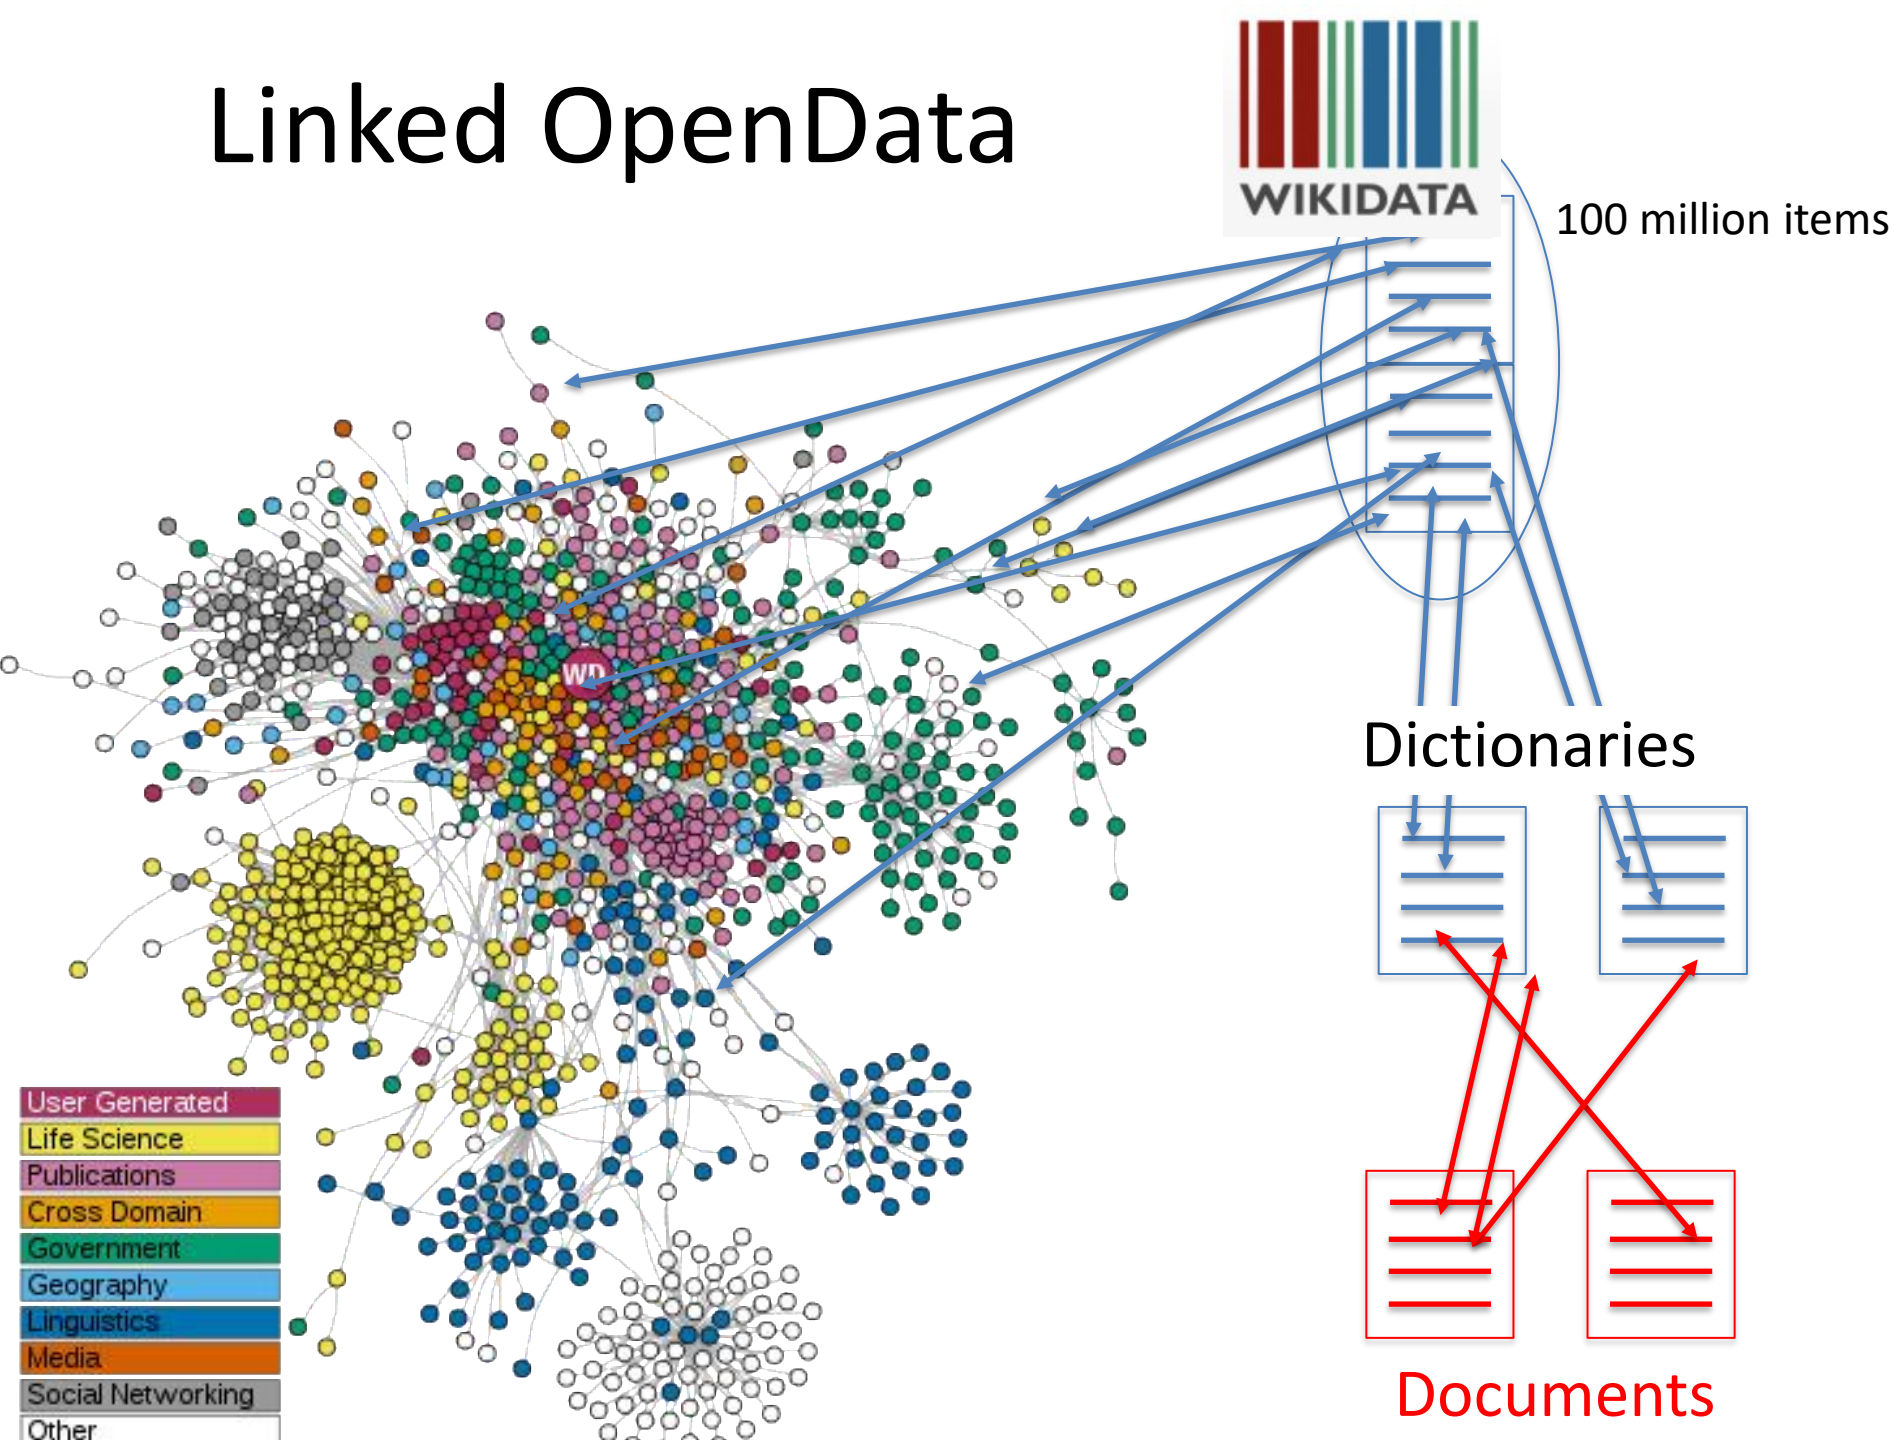 Linked OpenData
WIKIDATA
100 million items
WD
Dictionaries
User Generated
Life Science
Publications
Cross Domain
Government
Geography
Linguistics
Media
Social Networking
Other
Documents